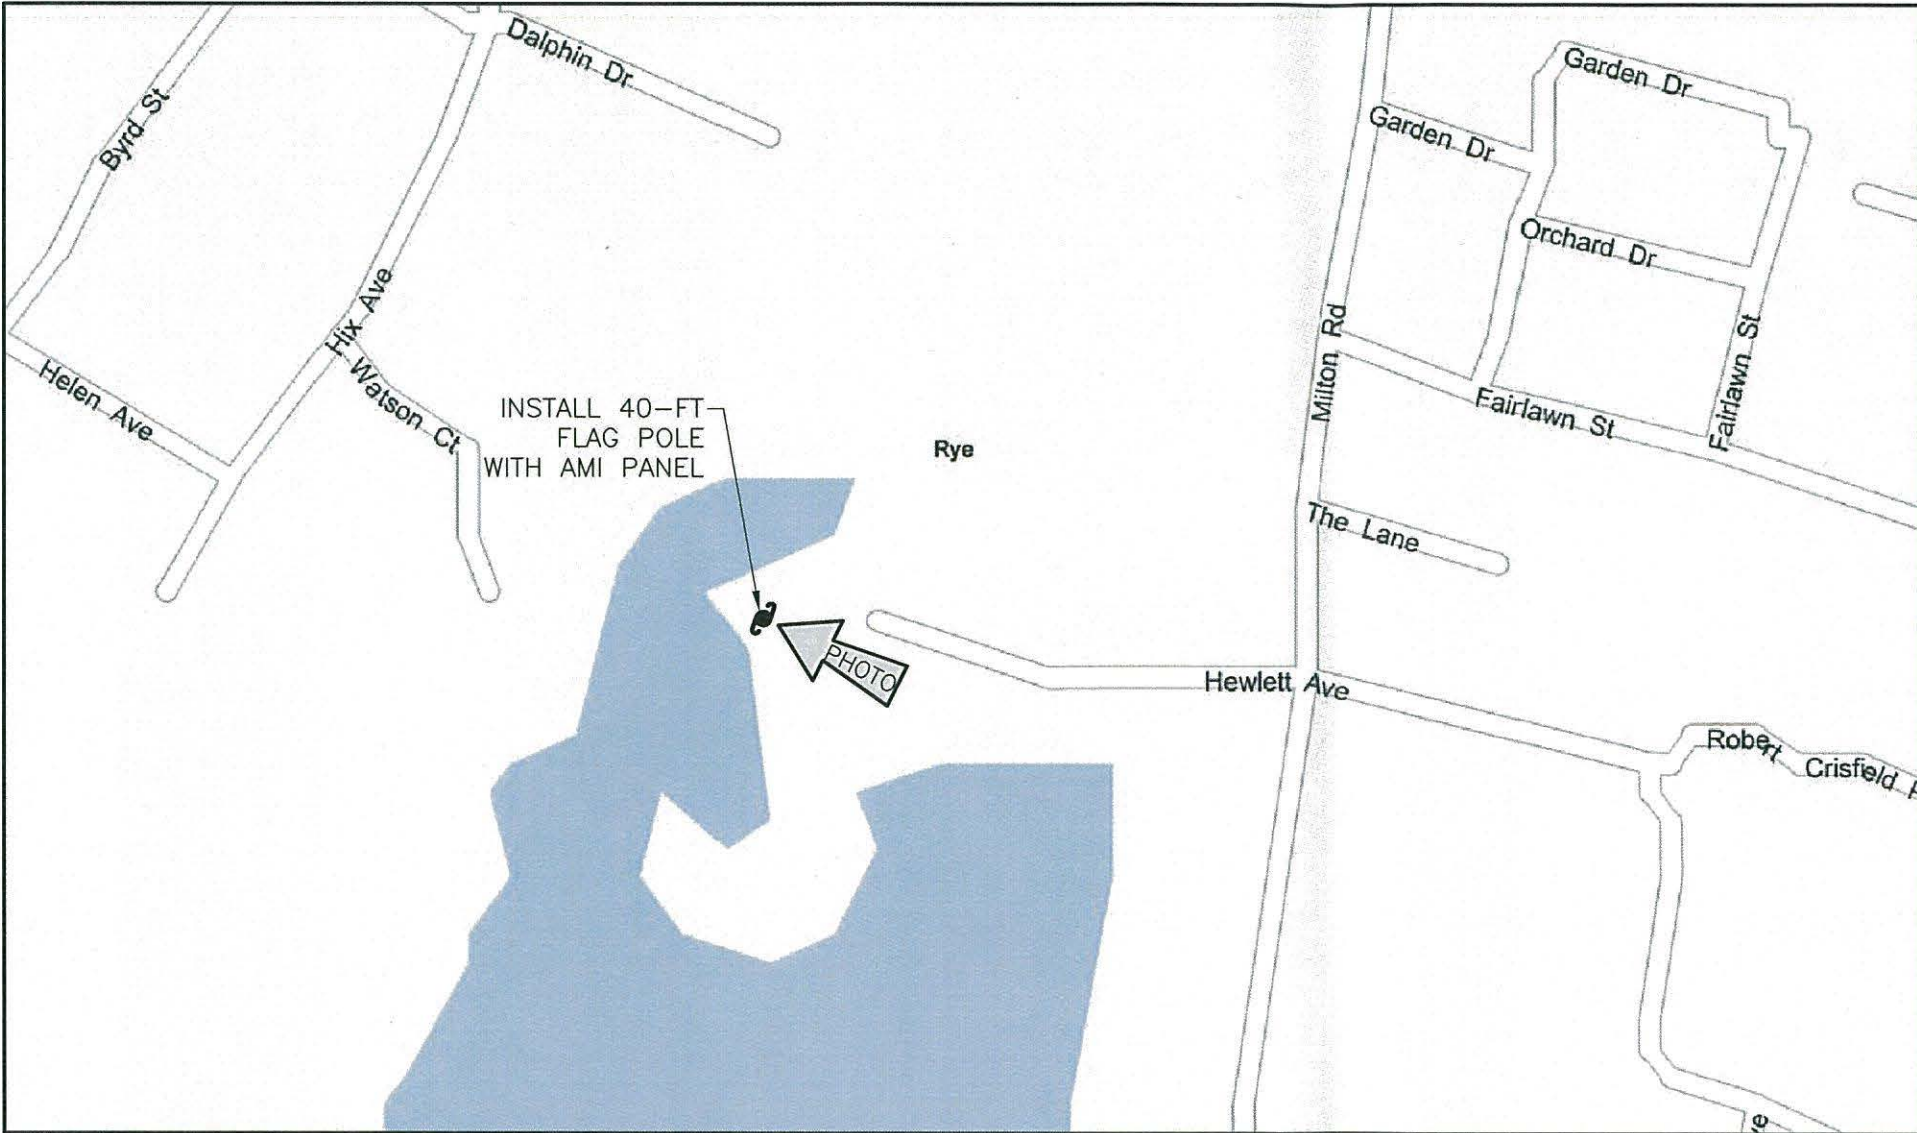 Dalphin Dr
Byrd St
Garden Dr
Garden Dr
Orchard Dr
Hix Ave
Milton Rd
Fairlawn St
Helen Ave
Watson Ct
INSTALL 40-FT
FLAG POLE
WITH AMI PANEL
Rye
Fairlawn St
The Lane
PHOTO
Hewlett Ave
Robert Crisfield